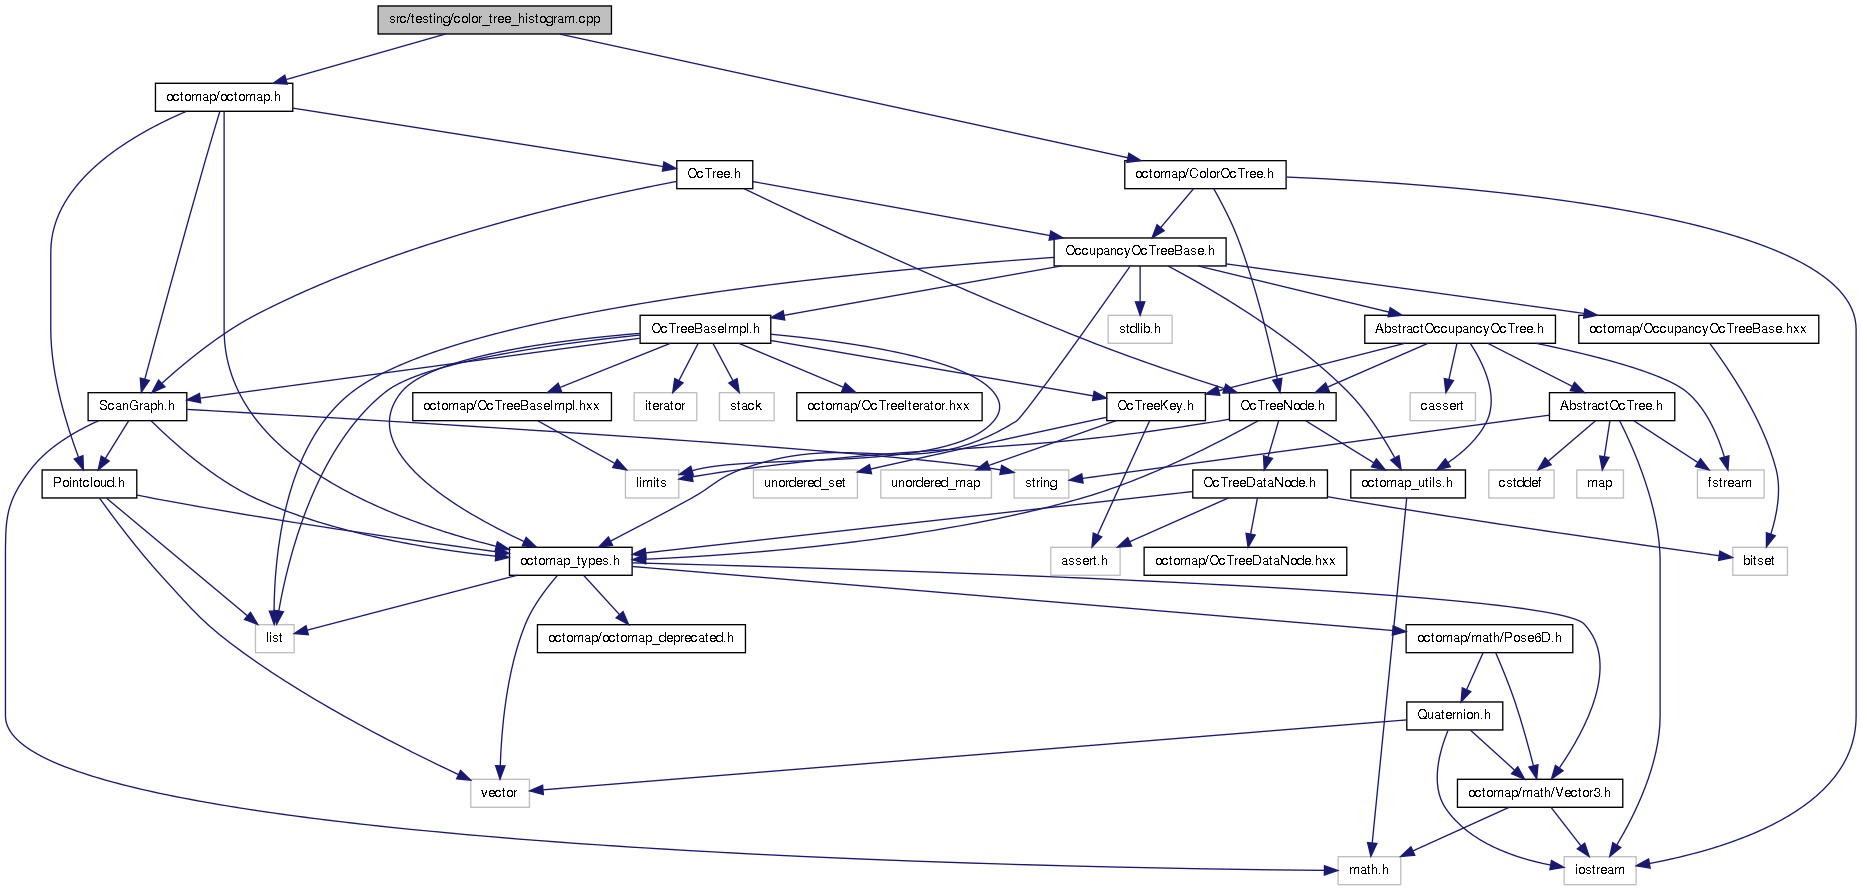 src/testing/color_tree_histogram.cpp
octomap/octomap.h
OcTree.h
octomap/ColorOcTree.h
OccupancyOcTreeBase.h
OcTreeBaseImpl.h
stdlib.h
AbstractOccupancyOcTree.h
octomap/OccupancyOcTreeBase.hxx
ScanGraph.h
octomap/OcTreeBaseImpl.hxx
iterator
stack
octomap/OcTreeIterator.hxx
OcTreeKey.h
OcTreeNode.h
cassert
AbstractOcTree.h
Pointcloud.h
limits
unordered_set
unordered_map
string
OcTreeDataNode.h
octomap_utils.h
cstddef
map
fstream
octomap_types.h
assert.h
octomap/OcTreeDataNode.hxx
bitset
list
octomap/octomap_deprecated.h
octomap/math/Pose6D.h
Quaternion.h
vector
octomap/math/Vector3.h
math.h
iostream